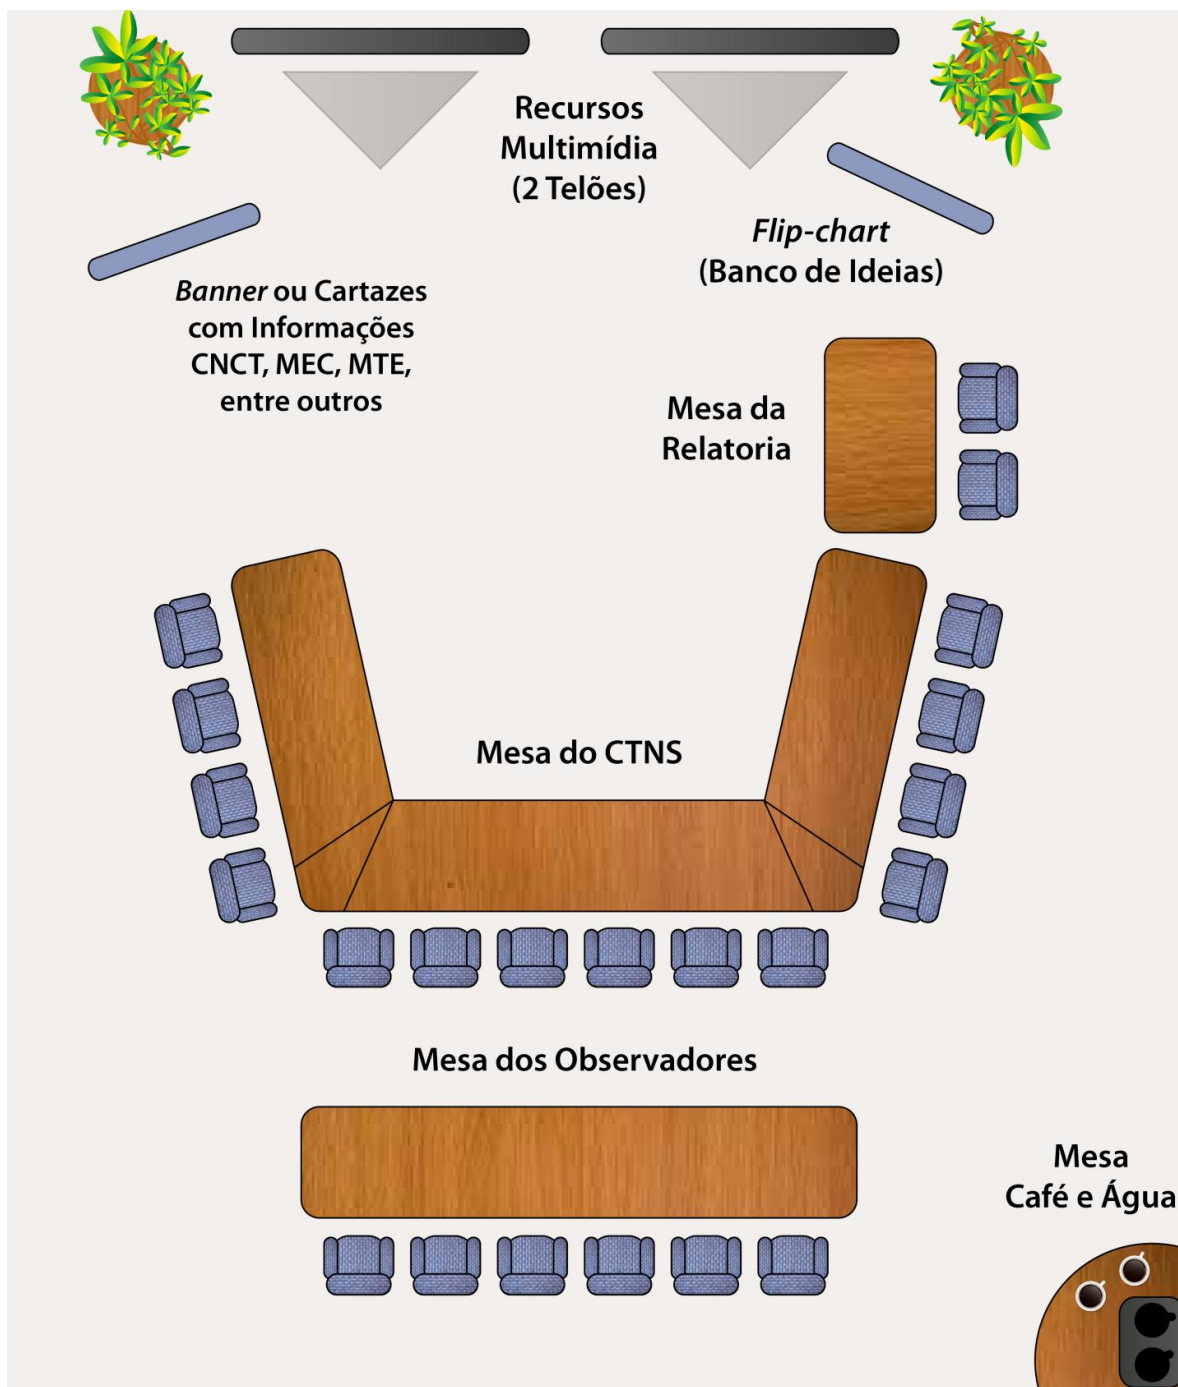 Recursos
Multimídia
(2 Telões)
Flip-chart
(Banco de Ideias)
Banner ou Cartazes
com Informações
CNCT, MEC, MTE,
entre outros
Mesa da
Relatoria
Mesa do CTNS
Mesa dos Observadores
Mesa
Café e Água